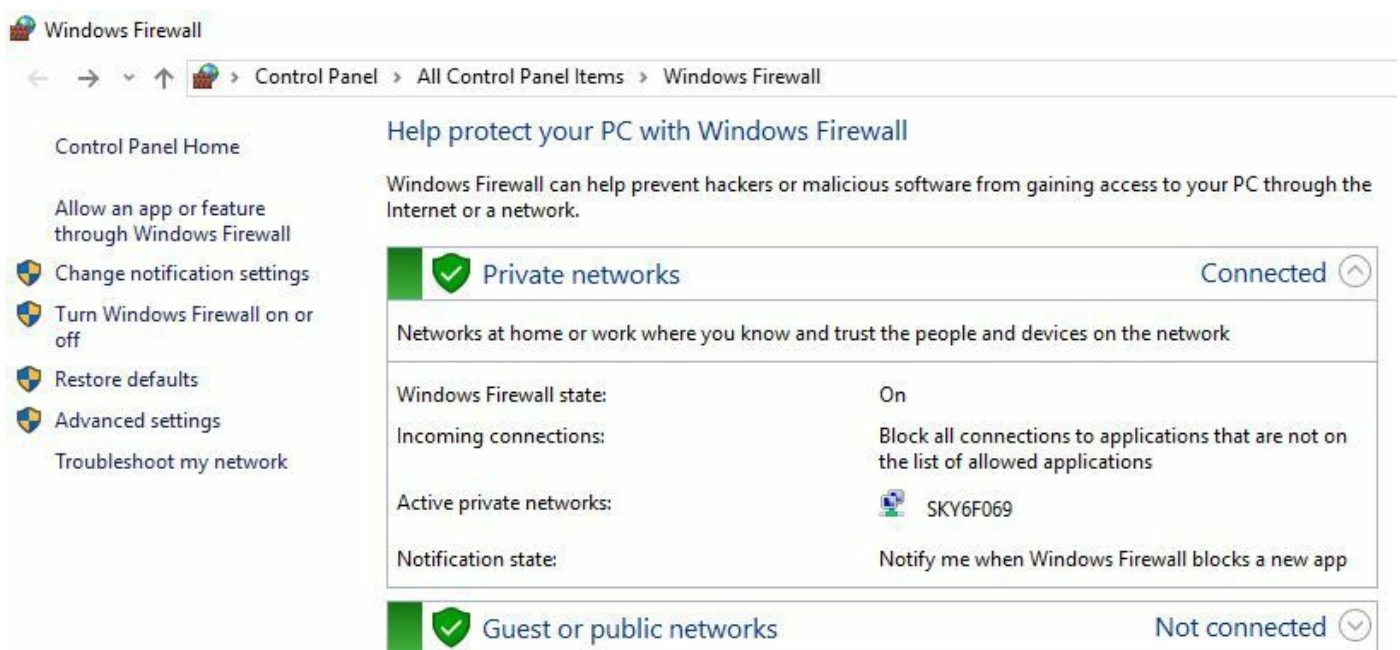 Windows Firewall
Control Panel > All Control Panel Items > Windows Firewall
Control Panel Home
Allow an app or feature
through Windows Firewall
Change notification settings
Turn Windows Firewall on or
off
Restore defaults
Advanced settings
Troubleshoot my network
Help protect your PC with Windows Firewall
Windows Firewall can help prevent hackers or malicious software from gaining access to your PC through the
Internet or a network.
Private networks Connected
Networks at home or work where you know and trust the people and devices on the network
Windows Firewall state: On
Incoming connections: Block all connections to applications that are not on
the list of allowed applications
Active private networks: SKY6F069
Notification state: Notify me when Windows Firewall blocks a new app
Guest or public networks Not connected